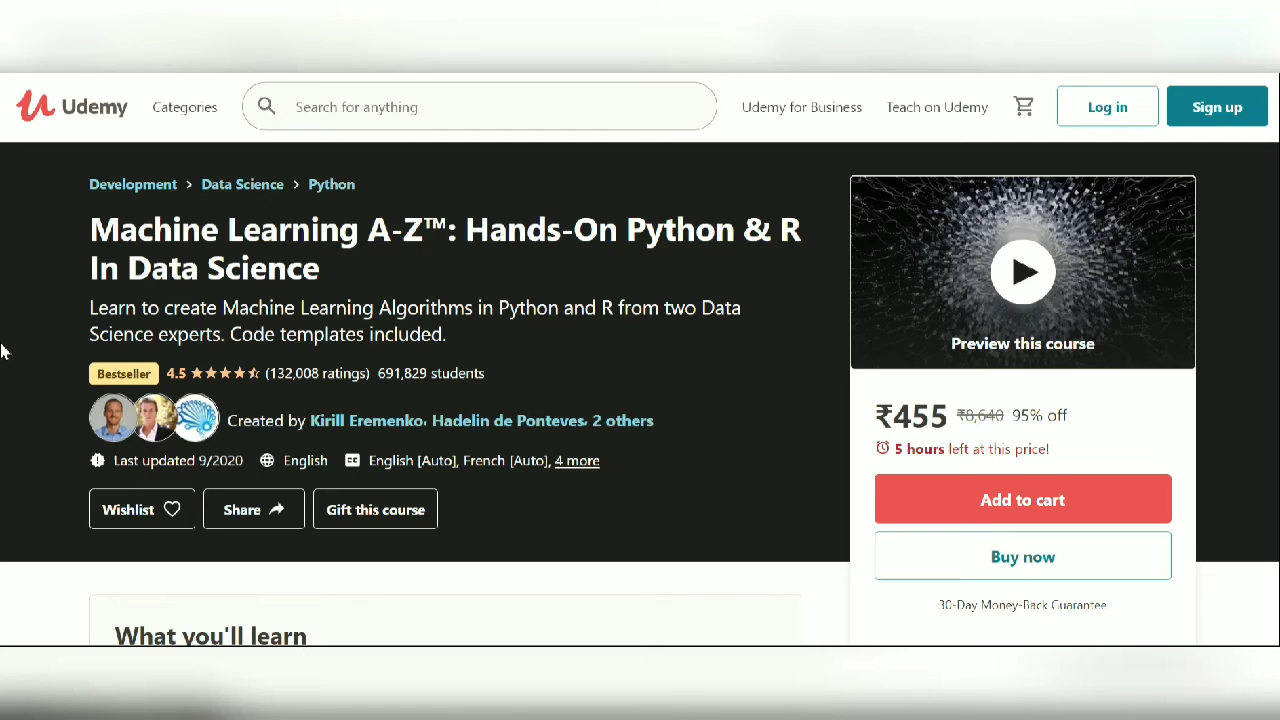 Udemy
Categories
Search for anything
Udemy for Business
Teach on Udemy
Log in
Sign up
Development > Data Science > Python
Machine Learning A-Z™: Hands-On Python & R
In Data Science
Learn to create Machine Learning Algorithms in Python and R from two Data
Science experts. Code templates included.
Bestseller 4.5 (132,008 ratings) 691,829 students
Created by Kirill Eremenko, Hadelin de Ponteves, 2 others
Last updated 9/2020 English CC English [Auto], French [Auto], 4 more
Wishlist
Share
Gift this course
What you'll learn
Preview this course
₹455 ₹8,640 95% off
5 hours left at this price!
Add to cart
Buy now
30-Day Money-Back Guarantee